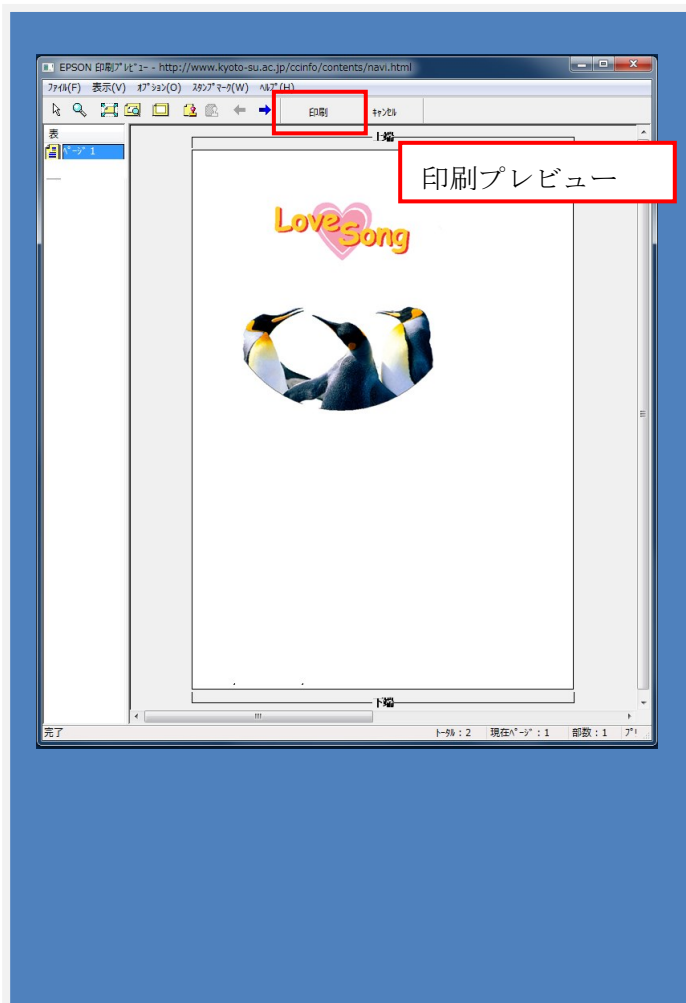 EPSON 印刷ﾌﾟﾚﾋﾞｭｰ - http://www.kyoto-su.ac.jp/ccinfo/contents/navi.html
ﾌｧｲﾙ(F) 表示(V) ｵﾌﾟｼｮﾝ(O) ｽﾀﾝﾌﾟﾏｰｸ(W) ﾍﾙﾌﾟ(H)
印刷 ｷｬﾝｾﾙ
表
上端
ﾍﾟｰｼﾞ 1
印刷プレビュー
Love
Song
下端
完了 ﾄｰﾀﾙ : 2 現在ﾍﾟｰｼﾞ : 1 部数 : 1 ﾌﾟﾘ